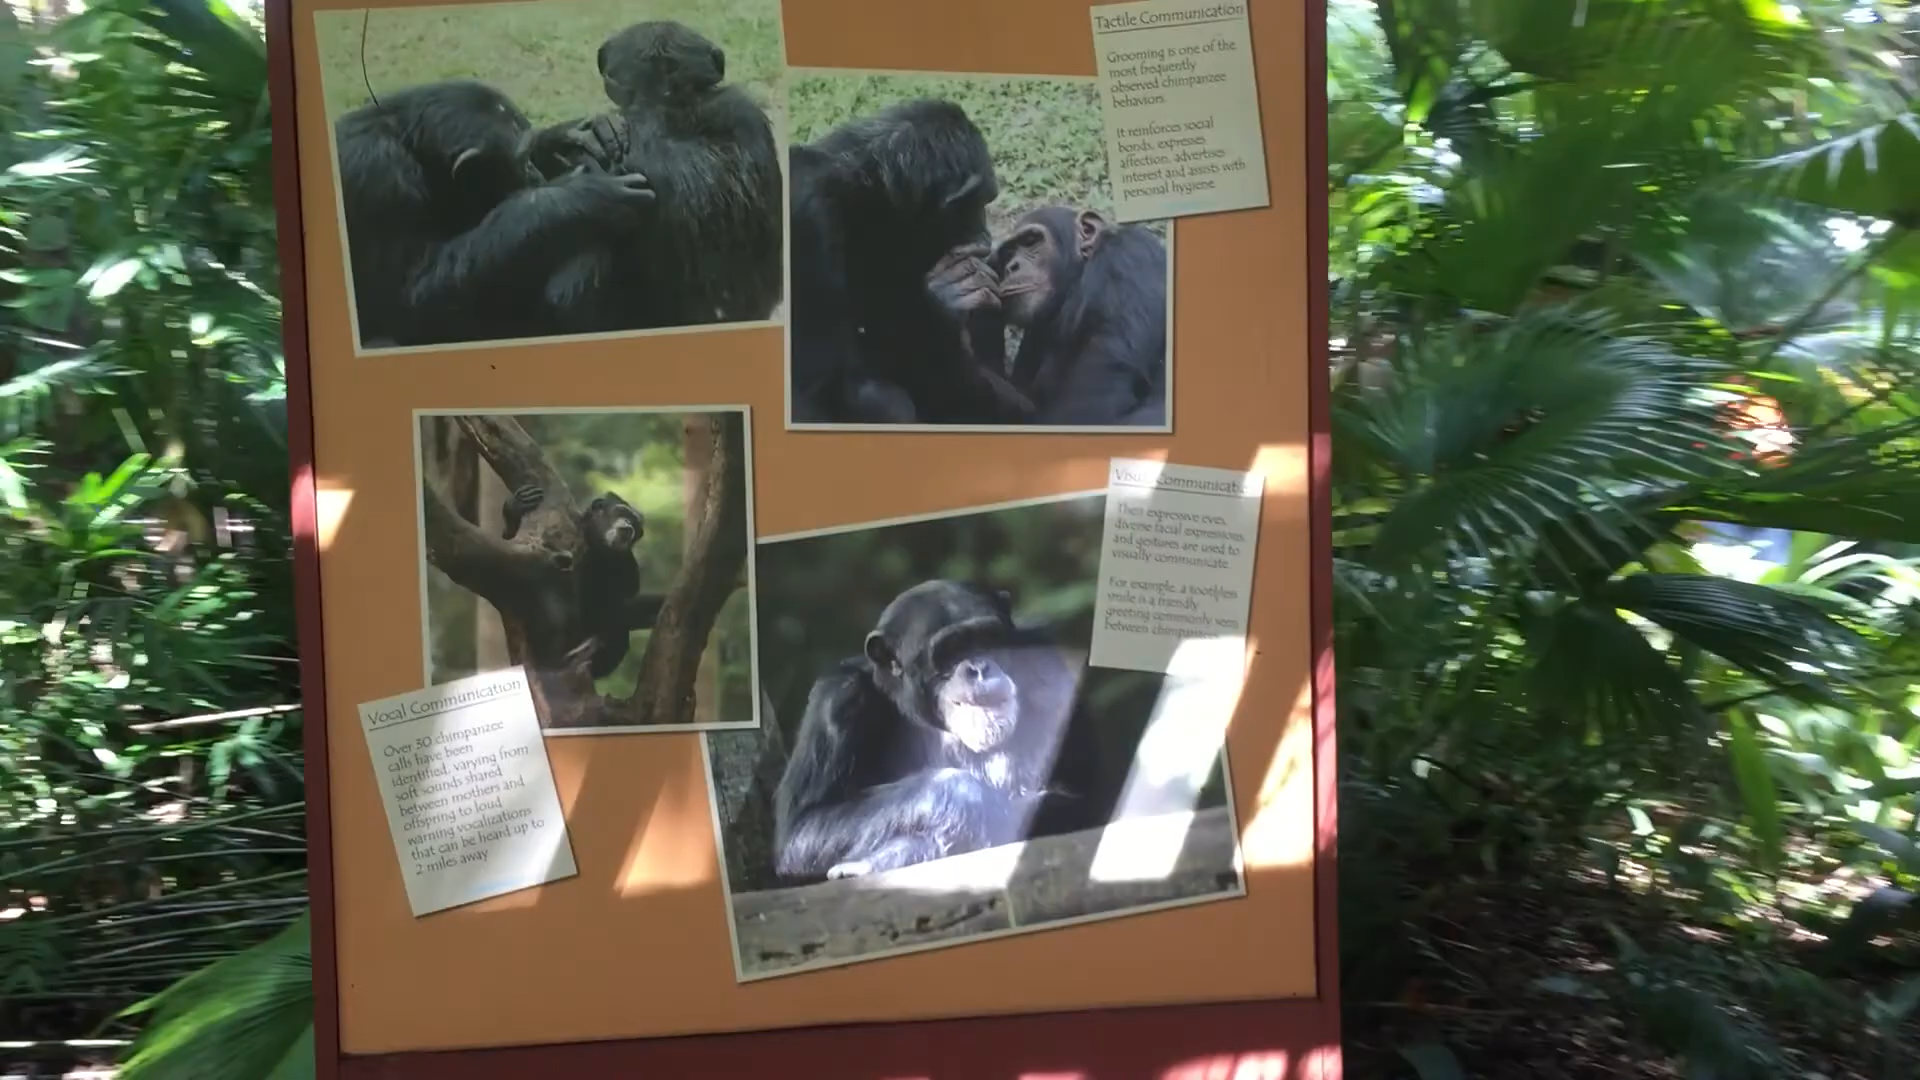 Tactile Communication
Grooming is one of the
most frequently
observed chimpanzee
behaviors.
It reinforces social
bonds, expresses
affection, advertises
interest and assists with
personal hygiene.
Visual Communication
Their expressive eyes,
diverse facial expressions,
and gestures are used to
visually communicate.
For example, a toothless
smile is a friendly
greeting commonly seen
between chimpanzees.
Vocal Communication
Over 30 chimpanzee
calls have been
identified, varying from
soft sounds shared
between mothers and
offspring to loud
warning vocalizations
that can be heard up to
2 miles away